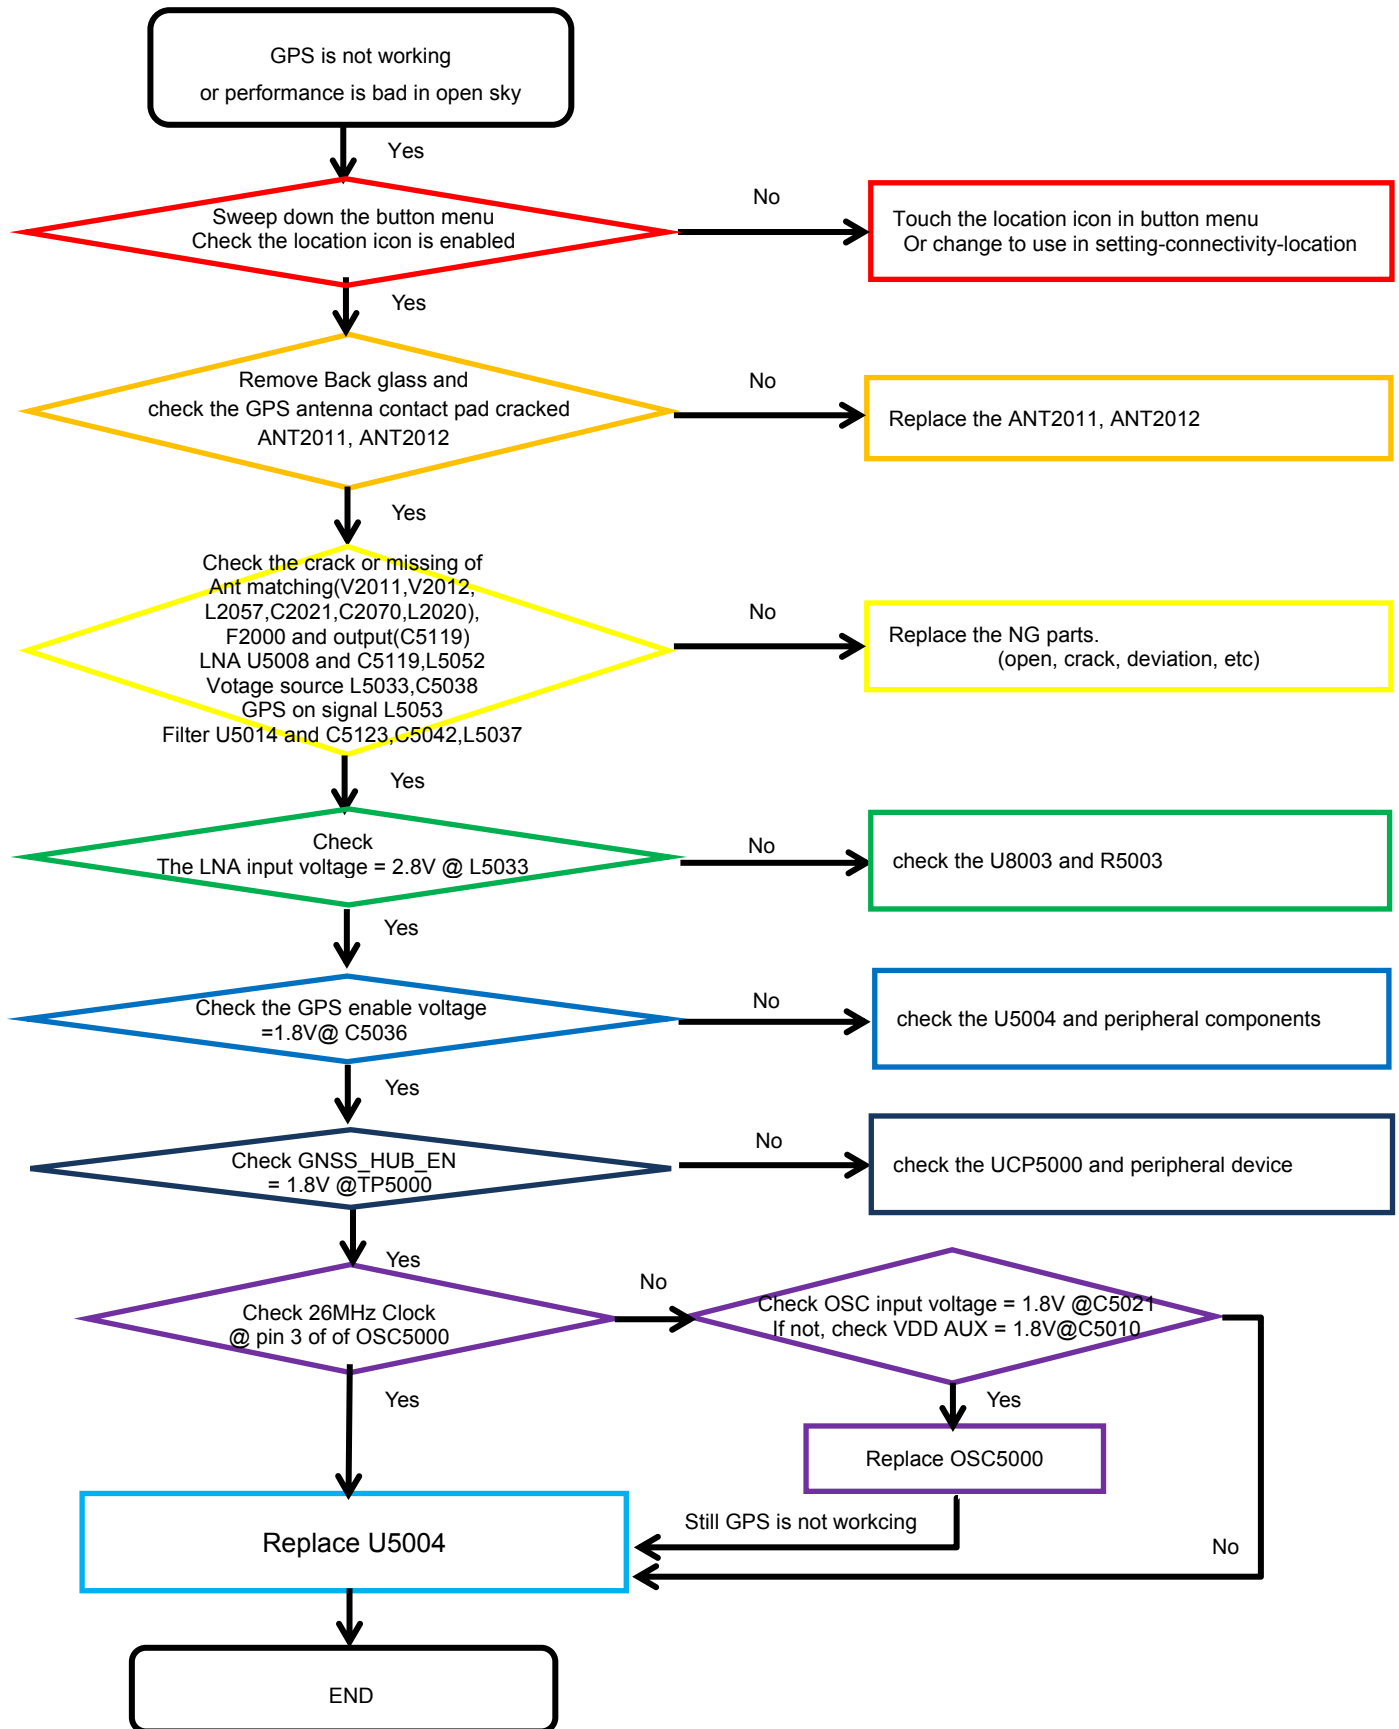 GPS is not working
or performance is bad in open sky
Yes
Sweep down the button menu
Check the location icon is enabled
No
Touch the location icon in button menu
Or change to use in setting-connectivity-location
Yes
Remove Back glass and
check the GPS antenna contact pad cracked
ANT2011, ANT2012
No
Replace the ANT2011, ANT2012
Yes
Check the crack or missing of
Ant matching(V2011,V2012,
L2057,C2021,C2070,L2020),
F2000 and output(C5119)
LNA U5008 and C5119,L5052
Votage source L5033,C5038
GPS on signal L5053
Filter U5014 and C5123,C5042,L5037
No
Replace the NG parts.
(open, crack, deviation, etc)
Yes
Check
The LNA input voltage = 2.8V @ L5033
No
check the U8003 and R5003
Yes
Check the GPS enable voltage
=1.8V@ C5036
No
check the U5004 and peripheral components
Yes
Check GNSS_HUB_EN
= 1.8V @TP5000
No
check the UCP5000 and peripheral device
Yes
Check 26MHz Clock
@ pin 3 of of OSC5000
No
Check OSC input voltage = 1.8V @C5021
If not, check VDD AUX = 1.8V@C5010
Yes
Yes
Replace OSC5000
Still GPS is not workcing
No
Replace U5004
END